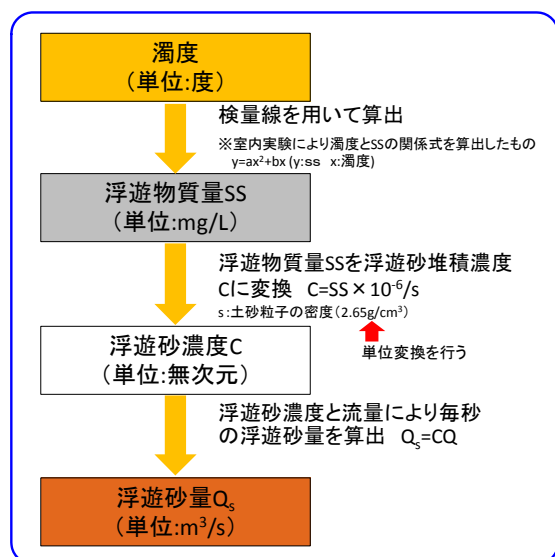 濁度
（単位:度）
検量線を用いて算出
※室内実験により濁度とSSの関係式を算出したもの
y=ax²+bx (y:ss x:濁度)
浮遊物質量SS
（単位:mg/L）
浮遊物質量SSを浮遊砂堆積濃度
Cに変換 C=SS×10⁻⁶/s
s:土砂粒子の密度（2.65g/cm³）
単位変換を行う
浮遊砂濃度C
（単位:無次元）
浮遊砂濃度と流量により毎秒
の浮遊砂量を算出 Qₛ=CQ
浮遊砂量Qₛ
（単位:m³/s）